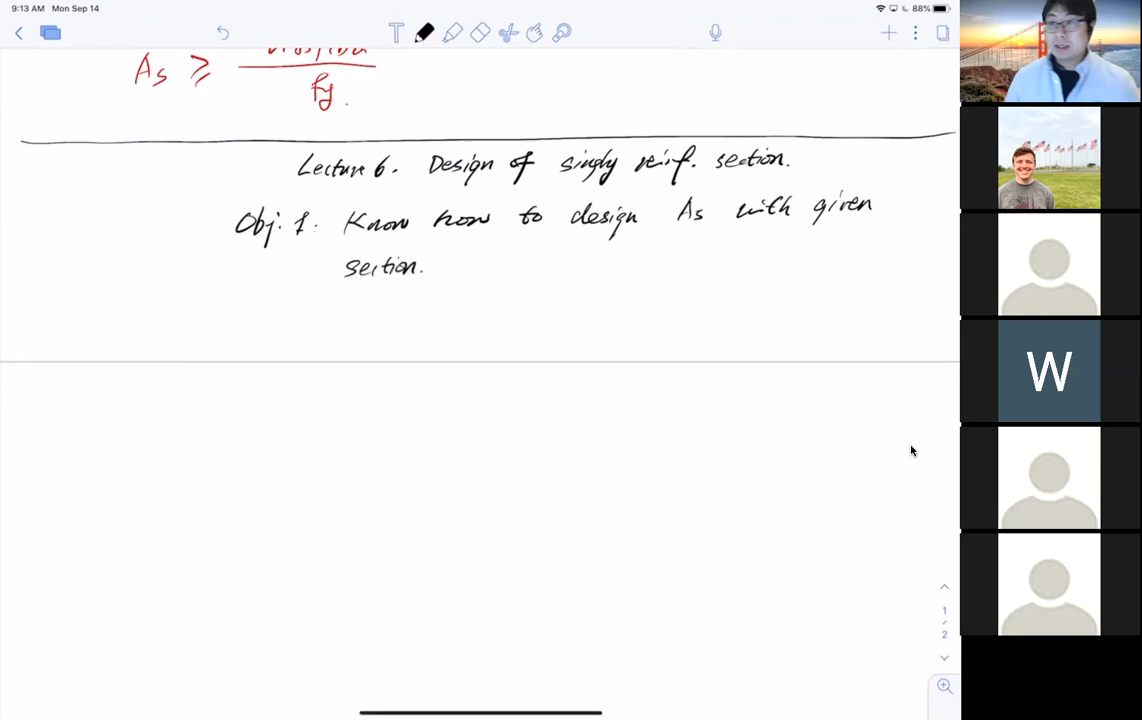 9:13 AM Mon Sep 14
88%
As ≥
fy.
Lecture 6. Design of singly reinf. section.
Obj: 1. Know how to design As with given
section.
W
1
2